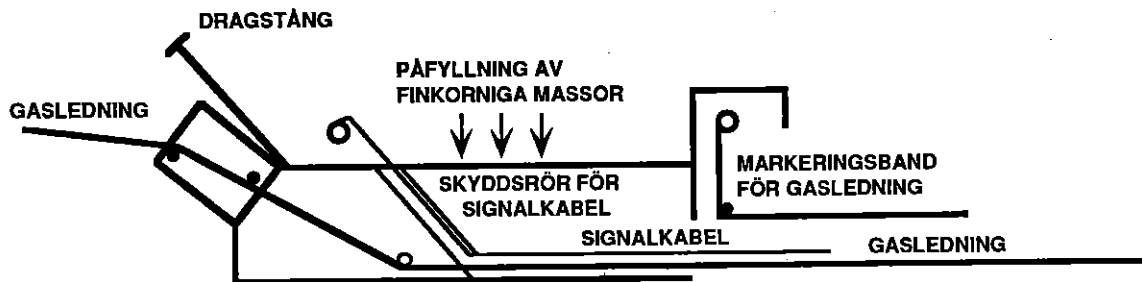 DRAGSTÅNG
PÅFYLLNING AV
FINKORNIGA MASSOR
GASLEDNING
MARKERINGSBAND
FÖR GASLEDNING
SKYDDSRÖR FÖR
SIGNALKABEL
SIGNALKABEL
GASLEDNING